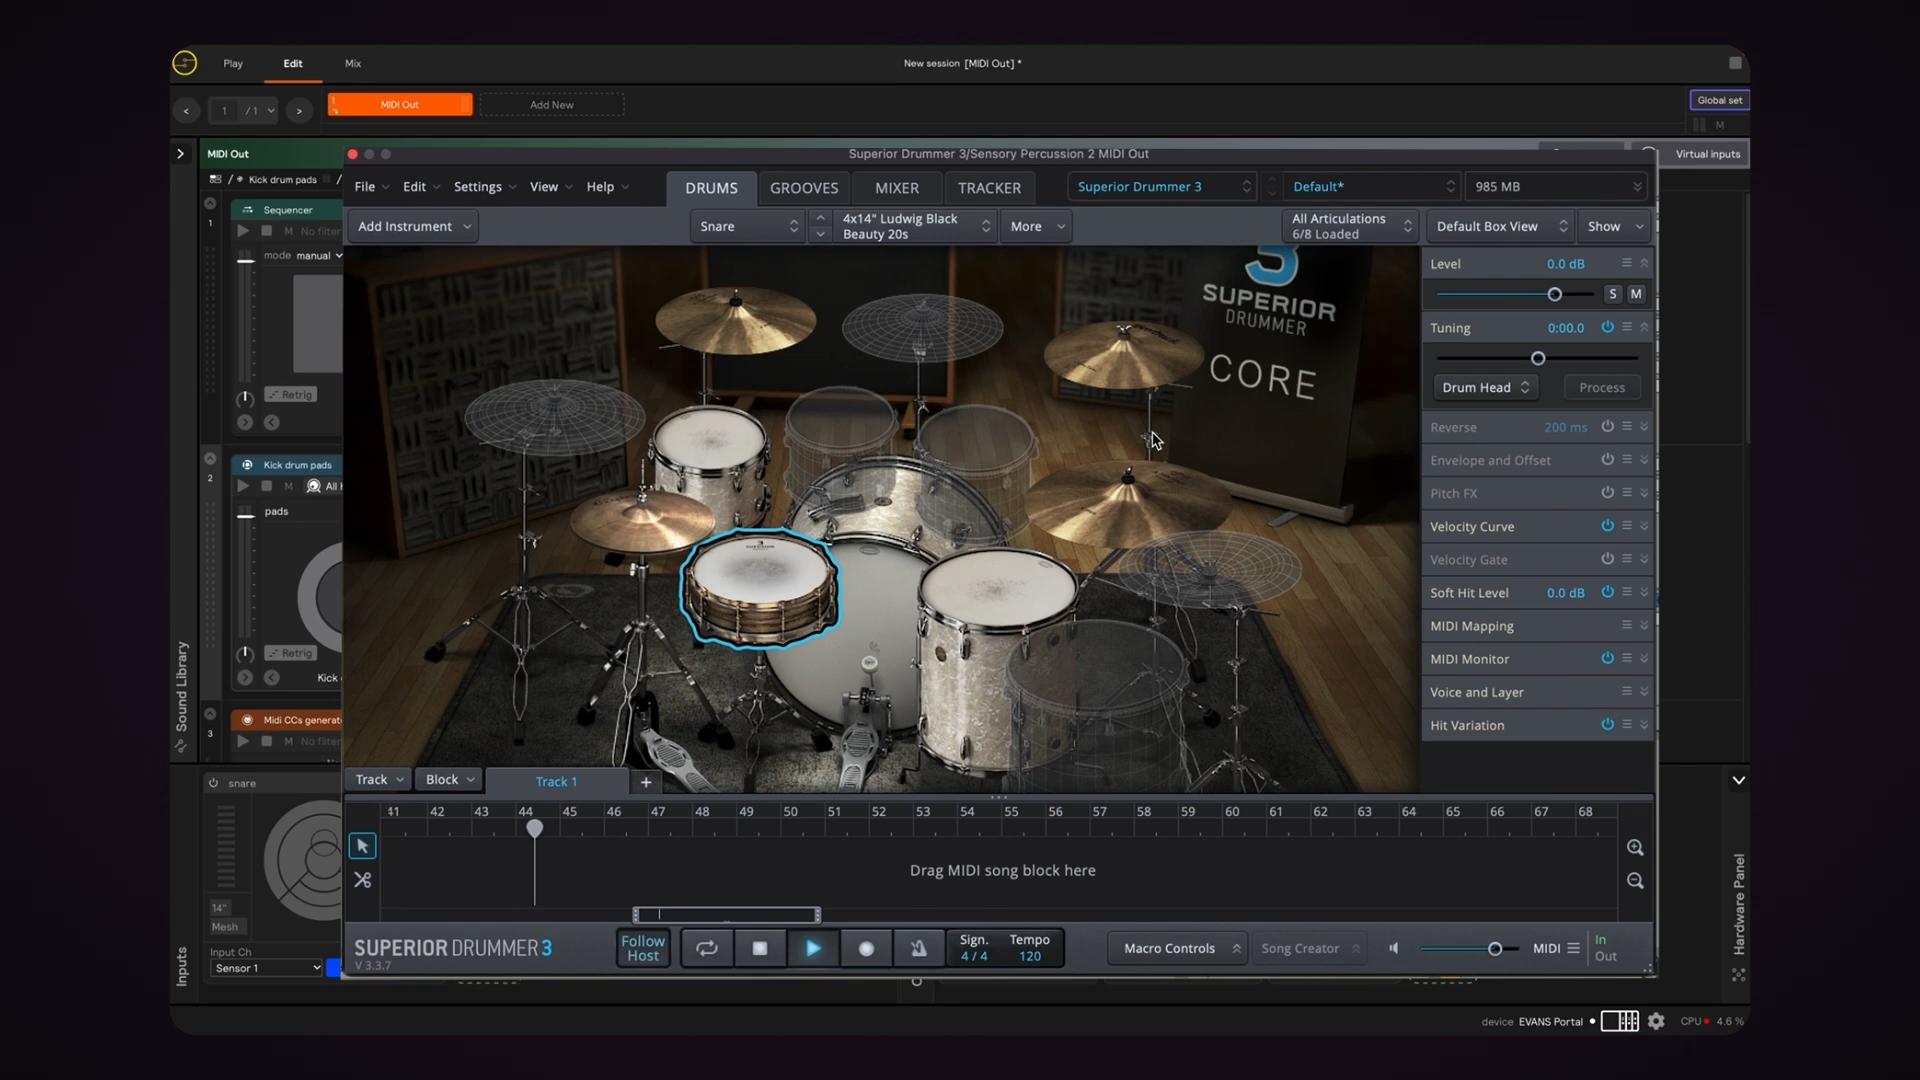 Play Edit Mix
New session [MIDI Out] *
< 1 / 1 >
1
MIDI Out
Add New
Global set
M
MIDI Out
Virtual inputs
/ Kick drum pads /
Superior Drummer 3/Sensory Percussion 2 MIDI Out
File Edit Settings View Help
DRUMS GROOVES MIXER TRACKER
Superior Drummer 3
Default*
985 MB
Add Instrument
Snare
4x14" Ludwig Black
Beauty 20s
More
All Articulations
6/8 Loaded
Default Box View
Show
1
Sequencer
M No filter
mode manual
Retrig
2
Kick drum pads
M All
pads
Retrig
Kick
3
Midi CCs generat
M No filter
Sound Library
SUPERIOR
DRUMMER
CORE
SUPERIOR
Level 0.0 dB
S M
Tuning 0:00.0
Drum Head
Process
Reverse 200 ms
Envelope and Offset
Pitch FX
Velocity Curve
Velocity Gate
Soft Hit Level 0.0 dB
MIDI Mapping
MIDI Monitor
Voice and Layer
Hit Variation
Track Block Track 1 +
41 42 43 44 45 46 47 48 49 50 51 52 53 54 55 56 57 58 59 60 61 62 63 64 65 66 67 68
Drag MIDI song block here
SUPERIOR DRUMMER 3
V 3.3.7
Follow
Host
Sign.
4 / 4
Tempo
120
Macro Controls
Song Creator
MIDI
In
Out
snare
14"
Mesh
Input Ch
Sensor 1
Inputs
Hardware Panel
device EVANS Portal
CPU 4.6 %